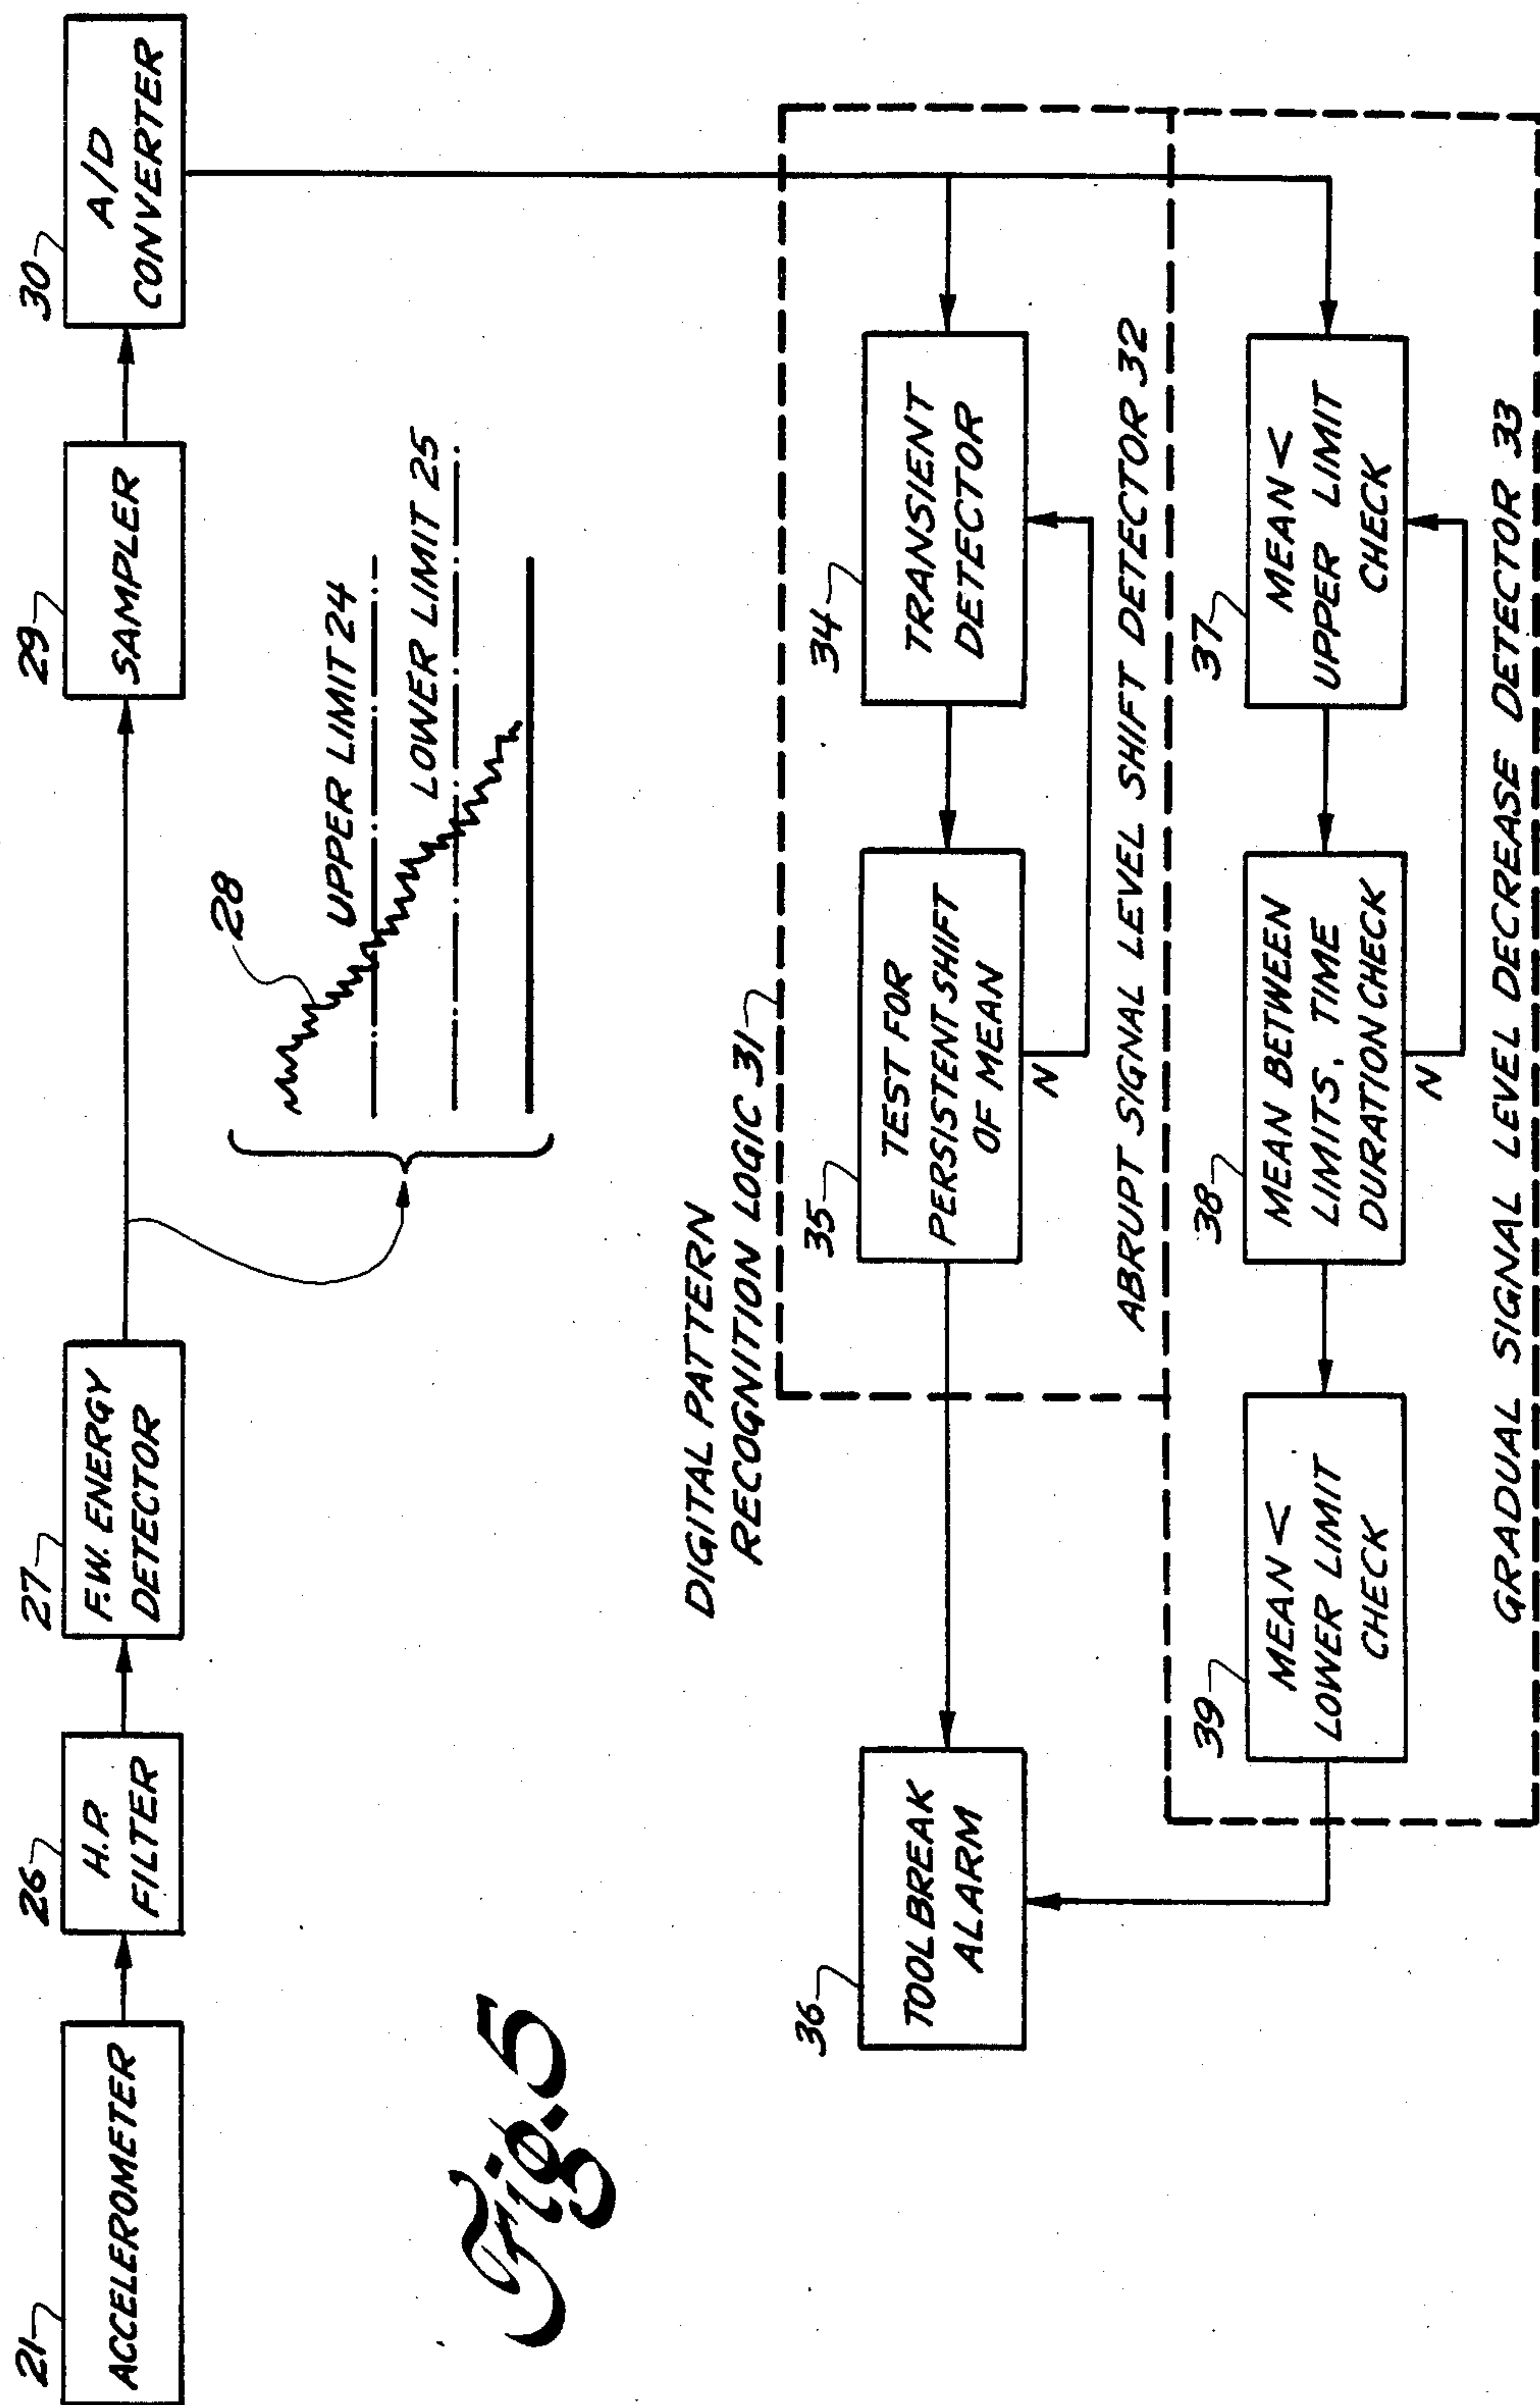 21
ACCELEROMETER
26
H.P.
FILTER
27
F.W. ENERGY
DETECTOR
29
SAMPLER
30
A/D
CONVERTER
28
UPPER LIMIT 24
LOWER LIMIT 25
DIGITAL PATTERN
RECOGNITION LOGIC 31
36
TOOLBREAK
ALARM
35
TEST FOR
PERSISTENT SHIFT
OF MEAN
N
34
TRANSIENT
DETECTOR
ABRUPT SIGNAL LEVEL SHIFT DETECTOR 32
39
MEAN <
LOWER LIMIT
CHECK
38
MEAN BETWEEN
LIMITS. TIME
DURATION CHECK
N
37
MEAN <
UPPER LIMIT
CHECK
GRADUAL SIGNAL LEVEL DECREASE DETECTOR 33
Fig. 5